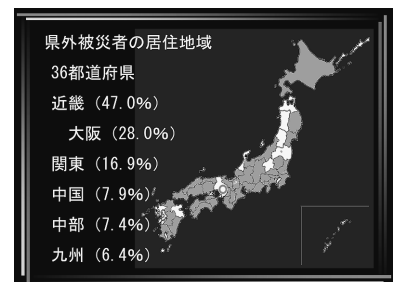 県外被災者の居住地域
36都道府県
近畿（47.0％）
大阪（28.0％）
関東（16.9％）
中国（7.9％）
中部（7.4％）
九州（6.4％）